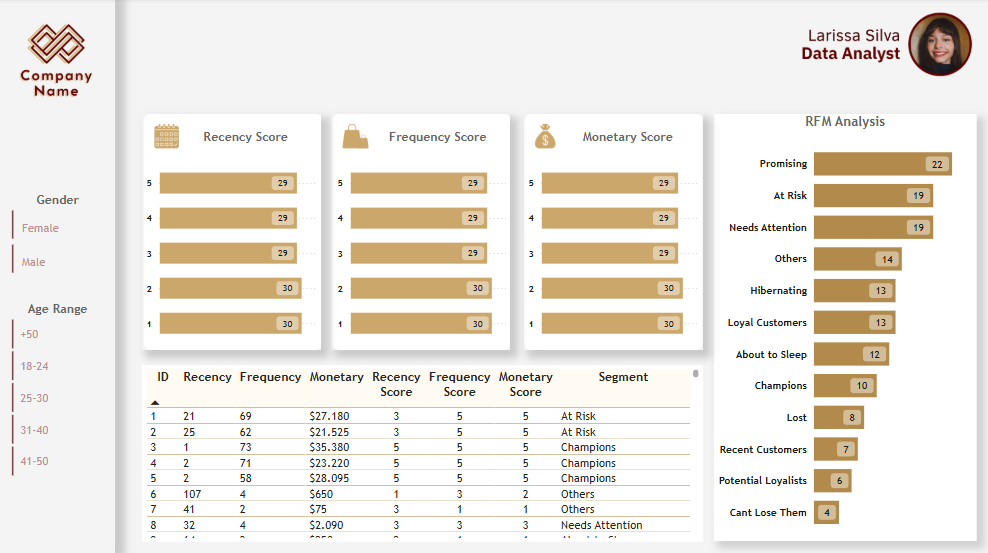 Company
Name
Larissa Silva
Data Analyst
Gender
Female
Male
Age Range
+50
18-24
25-30
31-40
41-50
Recency Score
5 29
4 29
3 29
2 30
1 30
Frequency Score
5 29
4 29
3 29
2 30
1 30
$
Monetary Score
5 29
4 29
3 29
2 30
1 30
RFM Analysis
Promising 22
At Risk 19
Needs Attention 19
Others 14
Hibernating 13
Loyal Customers 13
About to Sleep 12
Champions 10
Lost 8
Recent Customers 7
Potential Loyalists 6
Cant Lose Them 4
ID Recency Frequency Monetary Recency Frequency Monetary Segment
Score Score Score
1 21 69 $27.180 3 5 5 At Risk
2 25 62 $21.525 3 5 5 At Risk
3 1 73 $35.380 5 5 5 Champions
4 2 71 $23.220 5 5 5 Champions
5 2 58 $28.095 5 5 5 Champions
6 107 4 $650 1 3 2 Others
7 41 2 $75 3 1 1 Others
8 32 4 $2.090 3 3 3 Needs Attention